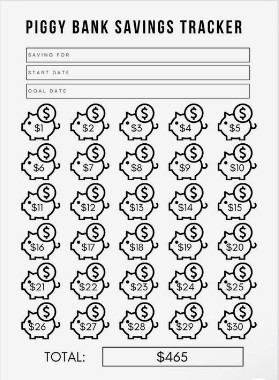 PIGGY BANK SAVINGS TRACKER
SAVING FOR
START DATE
GOAL DATE
$ $ $ $ $
$1 $2 $3 $4 $5
$ $ $ $ $
$6 $7 $8 $9 $10
$ $ $ $ $
$11 $12 $13 $14 $15
$ $ $ $ $
$16 $17 $18 $19 $20
$ $ $ $ $
$21 $22 $23 $24 $25
$ $ $ $ $
$26 $27 $28 $29 $30
TOTAL: $465